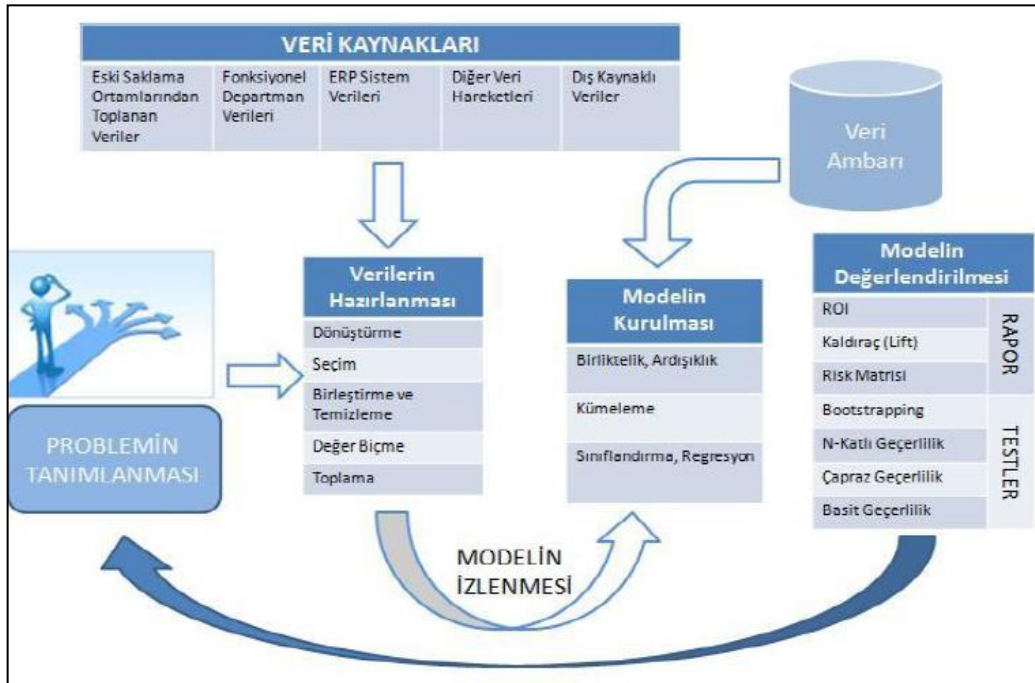 VERİ KAYNAKLARI
Eski Saklama
Ortamlarından
Toplanan
Veriler
Fonksiyonel
Departman
Verileri
ERP Sistem
Verileri
Diğer Veri
Hareketleri
Dış Kaynaklı
Veriler
Veri
Ambarı
PROBLEMİN
TANIMLANMASI
Verilerin
Hazırlanması
Dönüştürme
Seçim
Birleştirme ve
Temizleme
Değer Biçme
Toplama
Modelin
Kurulması
Birliktelik, Ardışıklık
Kümeleme
Sınıflandırma, Regresyon
Modelin
Değerlendirilmesi
ROI
Kaldıraç (Lift)
Risk Matrisi
RAPOR
Bootstrapping
N-Katlı Geçerlilik
Çapraz Geçerlilik
Basit Geçerlilik
TESTLER
MODELİN
İZLENMESİ